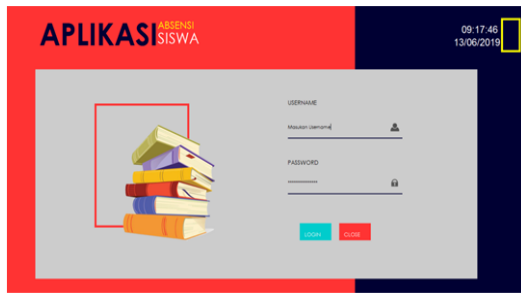 APLIKASI ABSENSI SISWA
09:17:46
13/06/2019
USERNAME
Masukan Username
PASSWORD
LOGIN
CLOSE